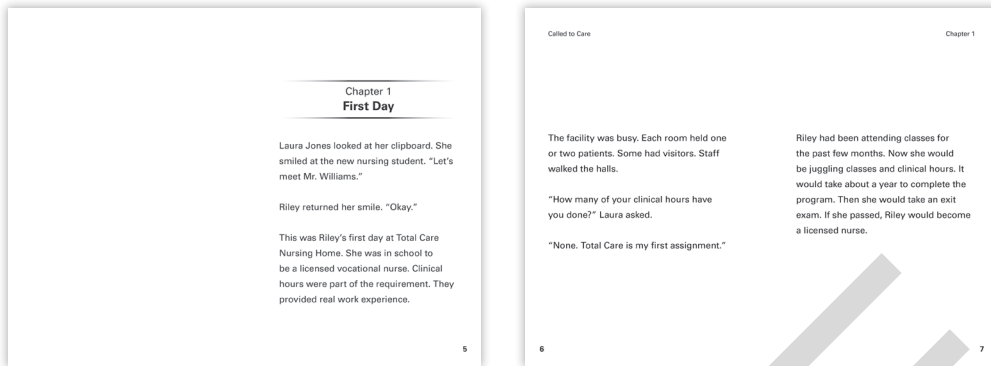 Chapter 1
First Day
Laura Jones looked at her clipboard. She
smiled at the new nursing student. “Let’s
meet Mr. Williams.”
Riley returned her smile. “Okay.”
This was Riley’s first day at Total Care
Nursing Home. She was in school to
be a licensed vocational nurse. Clinical
hours were part of the requirement. They
provided real work experience.
5
Called to Care
The facility was busy. Each room held one
or two patients. Some had visitors. Staff
walked the halls.
“How many of your clinical hours have
you done?” Laura asked.
“None. Total Care is my first assignment.”
6
Chapter 1
Riley had been attending classes for
the past few months. Now she would
be juggling classes and clinical hours. It
would take about a year to complete the
program. Then she would take an exit
exam. If she passed, Riley would become
a licensed nurse.
7